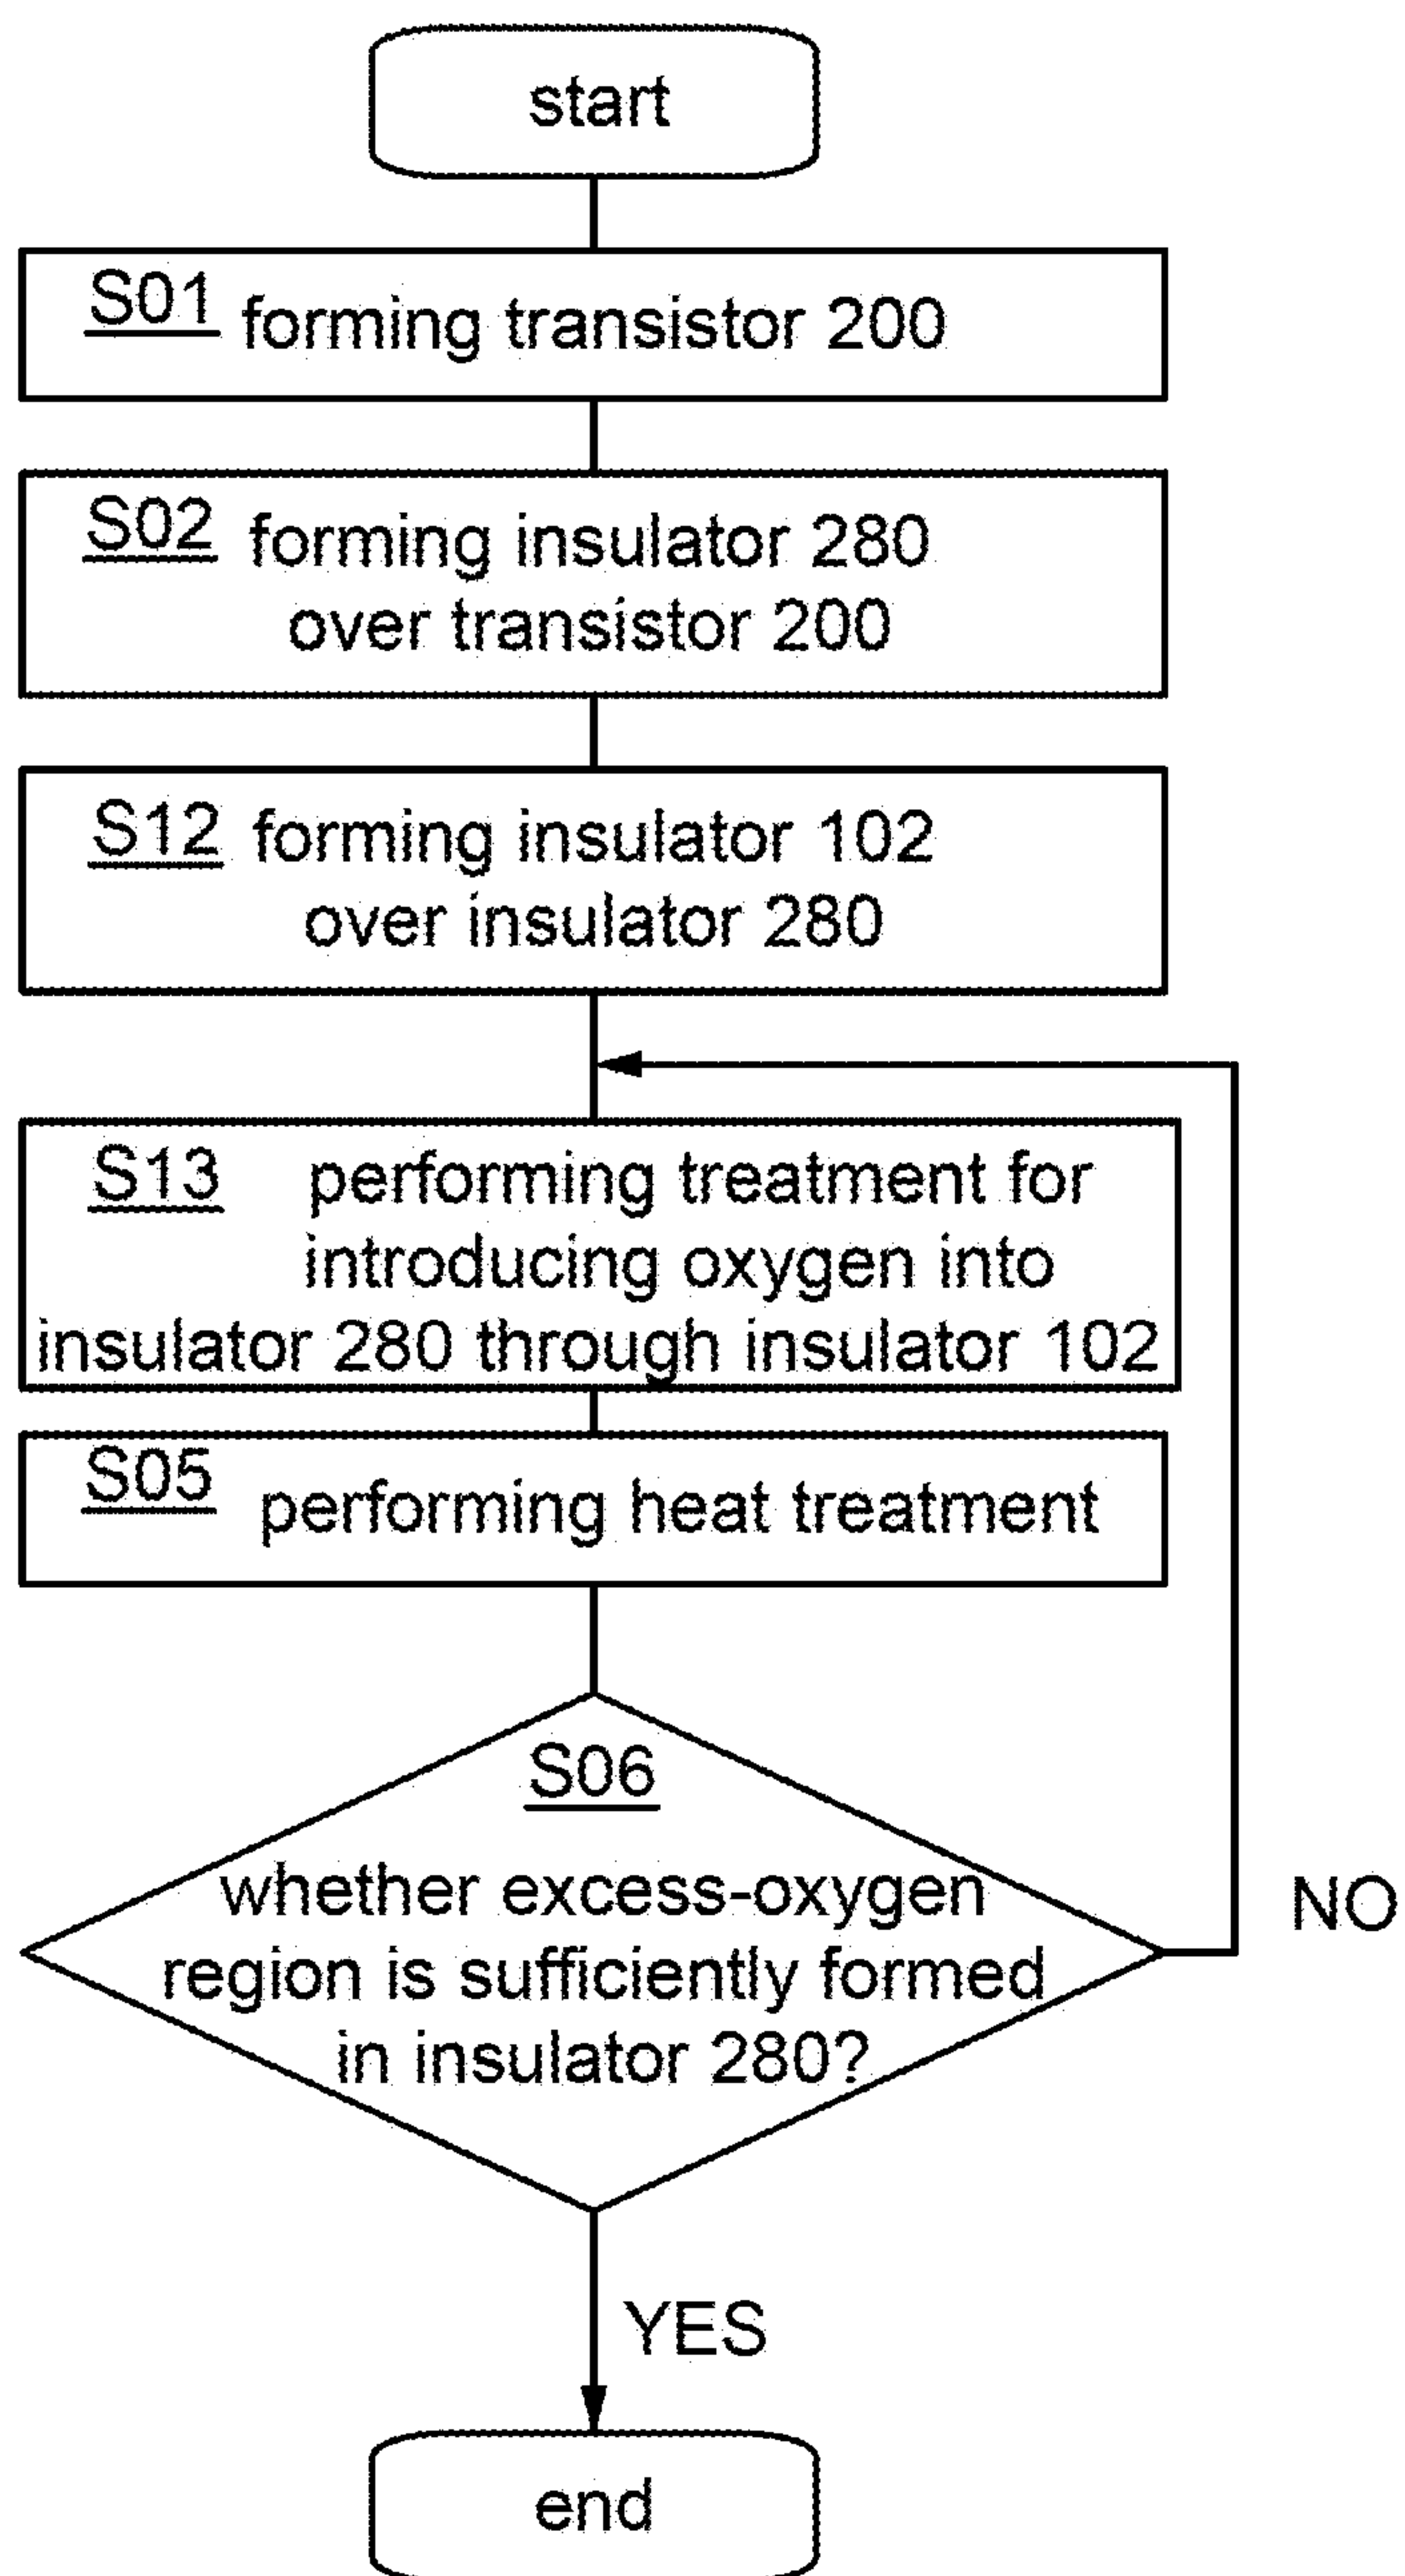 start
S01 forming transistor 200
S02 forming insulator 280
over transistor 200
S12 forming insulator 102
over insulator 280
S13 performing treatment for
introducing oxygen into
insulator 280 through insulator 102
S05 performing heat treatment
S06
whether excess-oxygen
region is sufficiently formed
in insulator 280?
NO
YES
end